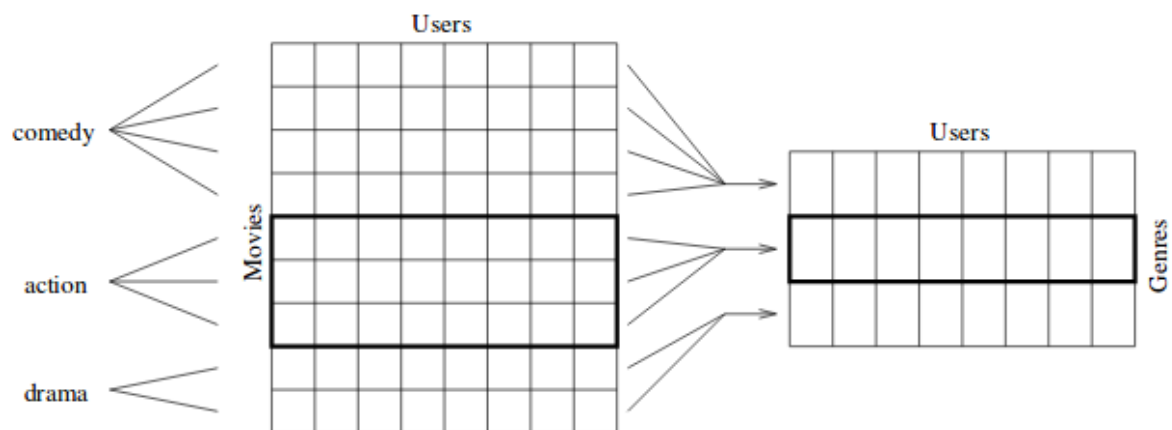 Users
comedy
Movies
action
drama
Users
Genres